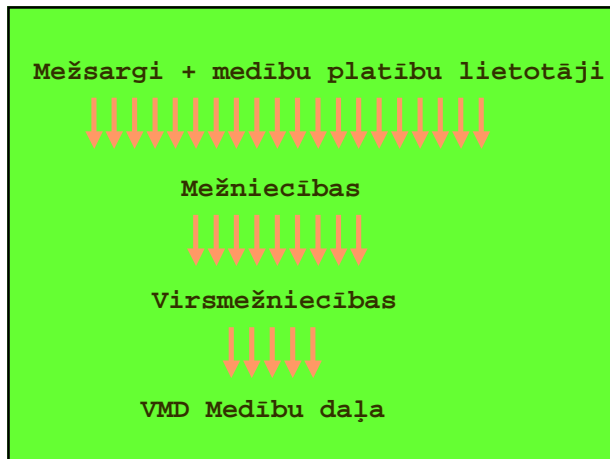 Mežsargi + medību platību lietotāji
Mežniecības
Virsmežniecības
VMD Medību daļa